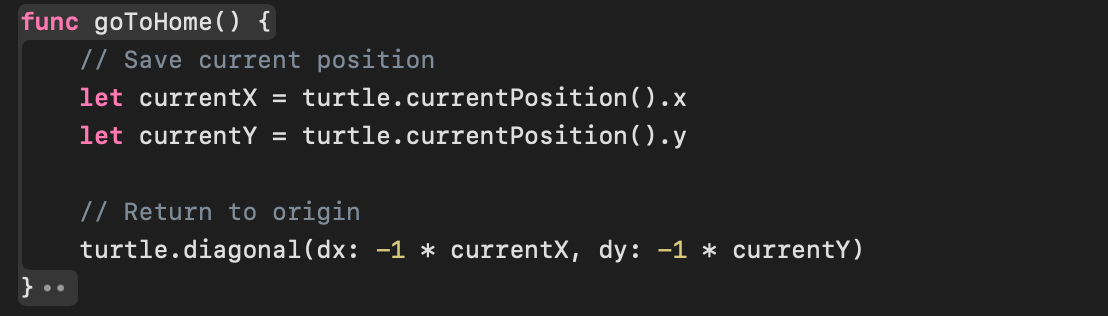 func goToHome() {
    // Save current position
    let currentX = turtle.currentPosition().x
    let currentY = turtle.currentPosition().y

    // Return to origin
    turtle.diagonal(dx: -1 * currentX, dy: -1 * currentY)
}